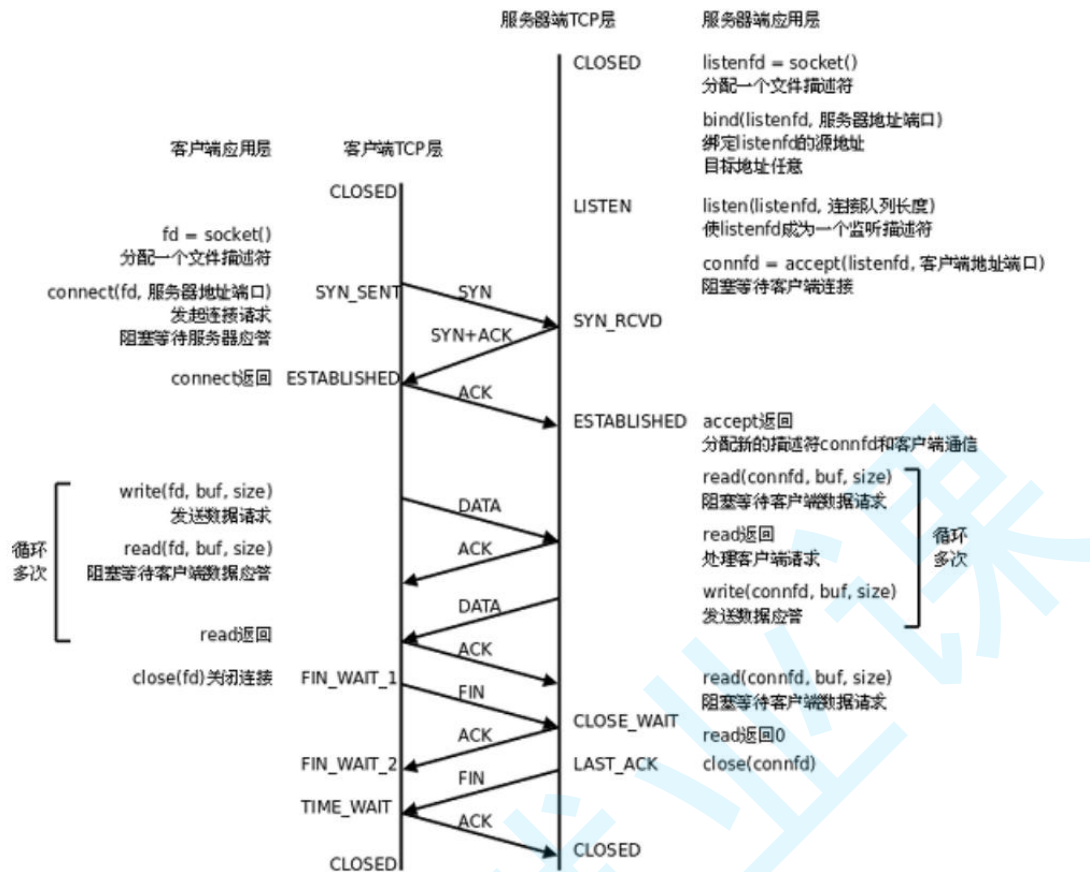 服务器端TCP层
服务器端应用层
CLOSED
listenfd = socket()
分配一个文件描述符
bind(listenfd, 服务器地址端口)
绑定listenfd的源地址
目标地址任意
客户端应用层
客户端TCP层
CLOSED
LISTEN
listen(listenfd, 连接队列长度)
使listenfd成为一个监听描述符
fd = socket()
分配一个文件描述符
connfd = accept(listenfd, 客户端地址端口)
阻塞等待客户端连接
connect(fd, 服务器地址端口)
发起连接请求
阻塞等待服务器应答
SYN_SENT
SYN
SYN_RCVD
SYN+ACK
connect返回
ESTABLISHED
ACK
ESTABLISHED
accept返回
分配新的描述符connfd和客户端通信
循环
多次
write(fd, buf, size)
发送数据请求
read(fd, buf, size)
阻塞等待客户端数据应答
read返回
DATA
ACK
DATA
ACK
read(connfd, buf, size)
阻塞等待客户端数据请求
read返回
处理客户端请求
write(connfd, buf, size)
发送数据应答
循环
多次
close(fd)关闭连接
FIN_WAIT_1
FIN
read(connfd, buf, size)
阻塞等待客户端数据请求
CLOSE_WAIT
read返回0
ACK
FIN_WAIT_2
LAST_ACK
close(connfd)
FIN
TIME_WAIT
ACK
CLOSED
CLOSED